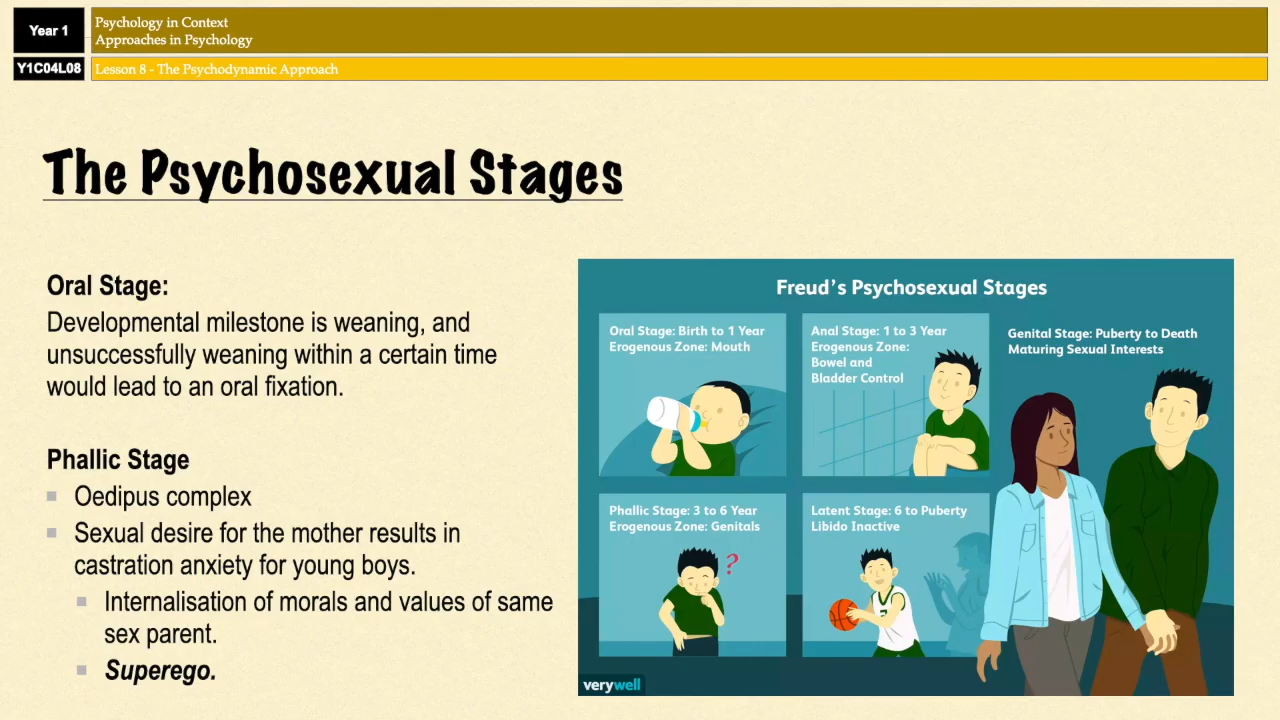 Year 1
Psychology in Context
Approaches in Psychology
Y1C04L08
Lesson 8 - The Psychodynamic Approach
The Psychosexual Stages
Oral Stage:
Developmental milestone is weaning, and
unsuccessfully weaning within a certain time
would lead to an oral fixation.
Phallic Stage
Oedipus complex
Sexual desire for the mother results in
castration anxiety for young boys.
Internalisation of morals and values of same
sex parent.
Superego.
Freud's Psychosexual Stages
Oral Stage: Birth to 1 Year
Erogenous Zone: Mouth
Anal Stage: 1 to 3 Year
Erogenous Zone:
Bowel and
Bladder Control
Genital Stage: Puberty to Death
Maturing Sexual Interests
Phallic Stage: 3 to 6 Year
Erogenous Zone: Genitals
?
Latent Stage: 6 to Puberty
Libido Inactive
verywell